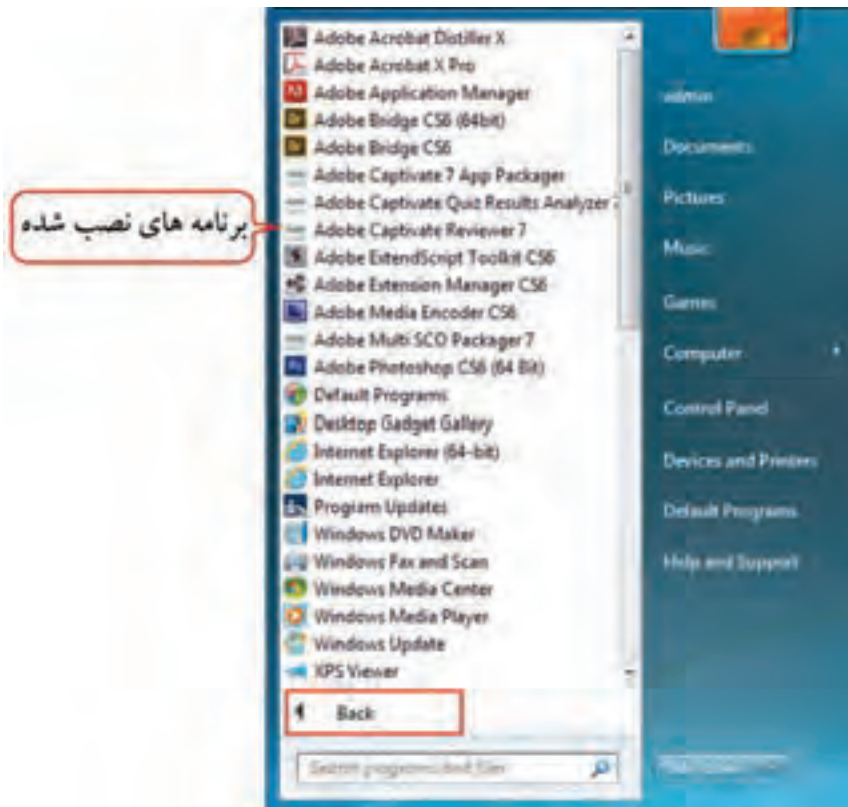 Adobe Acrobat Distiller X
Adobe Acrobat X Pro
Adobe Application Manager
Adobe Bridge CS6 (64bit)
Adobe Bridge CS6
Adobe Captivate 7 App Packager
Adobe Captivate Quiz Results Analyzer
برنامه های نصب شده
Adobe Captivate Reviewer 7
Adobe ExtendScript Toolkit CS6
Adobe Extension Manager CS6
Adobe Media Encoder CS6
Adobe Multi SCO Packager 7
Adobe Photoshop CS6 (64 Bit)
Default Programs
Desktop Gadget Gallery
Internet Explorer (64-bit)
Internet Explorer
Program Updates
Windows DVD Maker
Windows Fax and Scan
Windows Media Center
Windows Media Player
Windows Update
XPS Viewer
Back
Search programs and files
admin
Documents
Pictures
Music
Games
Computer
Control Panel
Devices and Printers
Default Programs
Help and Support